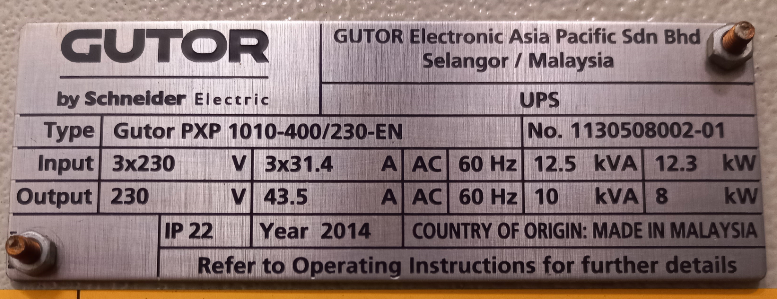 GUTOR
by Schneider Electric
GUTOR Electronic Asia Pacific Sdn Bhd
Selangor / Malaysia
UPS
Type Gutor PXP 1010-400/230-EN No. 1130508002-01
Input 3x230 V 3x31.4 A AC 60 Hz 12.5 kVA 12.3 kW
Output 230 V 43.5 A AC 60 Hz 10 kVA 8 kW
IP 22 Year 2014 COUNTRY OF ORIGIN: MADE IN MALAYSIA
Refer to Operating Instructions for further details